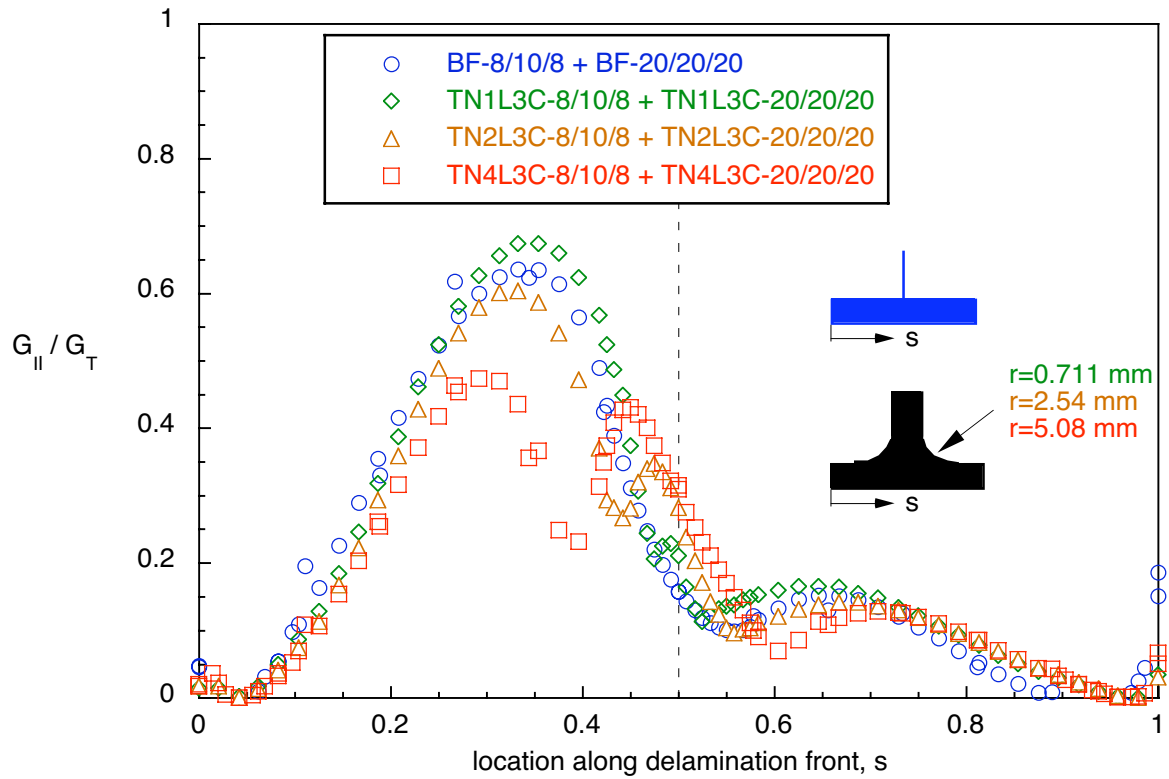 1
0.8
0.6
0.4
0.2
0
G_II / G_T
BF-8/10/8 + BF-20/20/20
TN1L3C-8/10/8 + TN1L3C-20/20/20
TN2L3C-8/10/8 + TN2L3C-20/20/20
TN4L3C-8/10/8 + TN4L3C-20/20/20
s
r=0.711 mm
r=2.54 mm
r=5.08 mm
s
0 0.2 0.4 0.6 0.8 1
location along delamination front, s